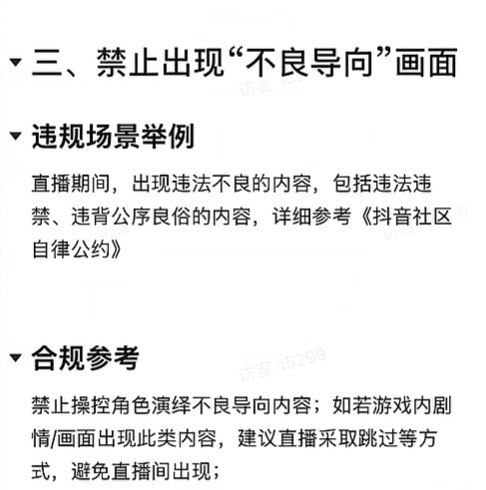 三、禁止出现“不良导向”画面
违规场景举例
直播期间，出现违法不良的内容，包括违法违
禁、违背公序良俗的内容，详细参考《抖音社区
自律公约》
合规参考
访客 15299
禁止操控角色演绎不良导向内容；如若游戏内剧
情/画面出现此类内容，建议直播采取跳过等方
式，避免直播间出现；